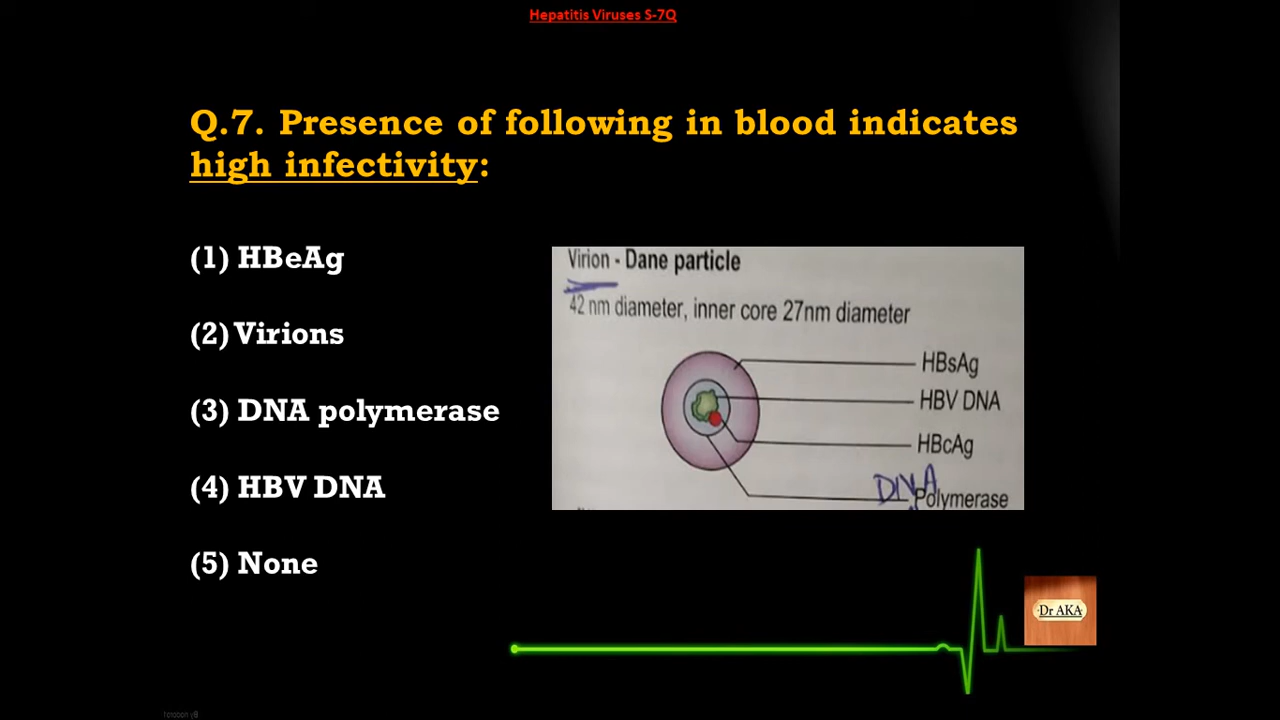 Hepatitis Viruses S-7Q
Q.7. Presence of following in blood indicates
high infectivity:
(1) HBeAg
(2) Virions
(3) DNA polymerase
(4) HBV DNA
(5) None
Virion - Dane particle
42 nm diameter, inner core 27nm diameter
HBsAg
HBV DNA
HBcAg
DNA Polymerase
Dr AKA